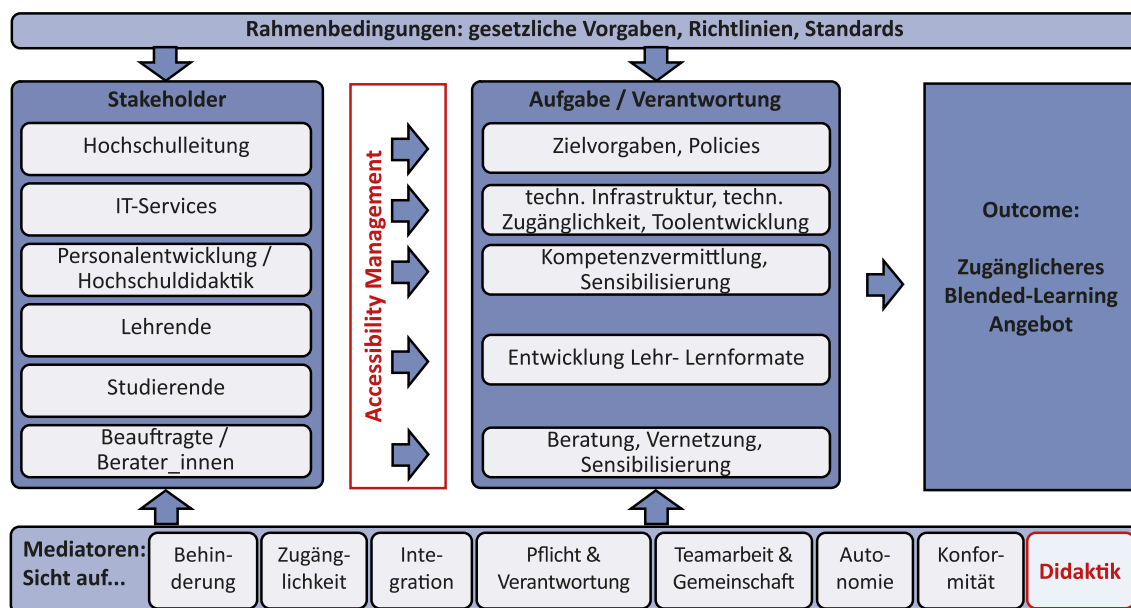 Rahmenbedingungen: gesetzliche Vorgaben, Richtlinien, Standards
Stakeholder
Hochschulleitung
IT-Services
Personalentwicklung /
Hochschuldidaktik
Lehrende
Studierende
Beauftragte /
Berater_innen
Accessibility Management
Aufgabe / Verantwortung
Zielvorgaben, Policies
techn. Infrastruktur, techn.
Zugänglichkeit, Toolentwicklung
Kompetenzvermittlung,
Sensibilisierung
Entwicklung Lehr- Lernformate
Beratung, Vernetzung,
Sensibilisierung
Outcome:
Zugänglicheres
Blended-Learning
Angebot
Mediatoren:
Sicht auf...
Behin-
derung
Zugäng-
lichkeit
Inte-
gration
Pflicht &
Verantwortung
Teamarbeit &
Gemeinschaft
Auto-
nomie
Konfor-
mität
Didaktik